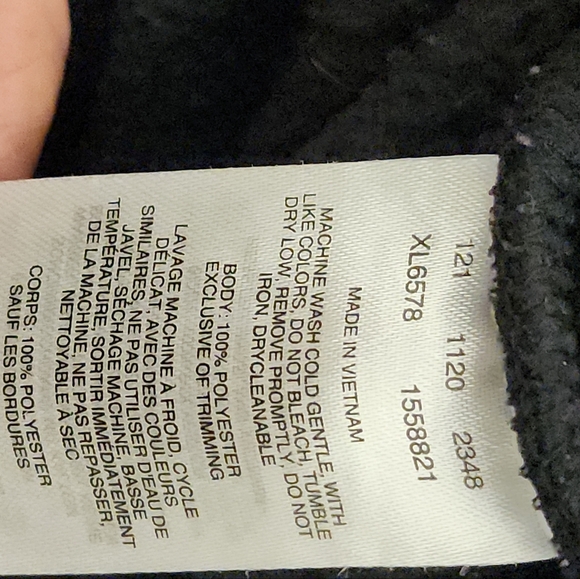 121 1120 2348
XL6578 1558821
MADE IN VIETNAM
MACHINE WASH COLD GENTLE, WITH
LIKE COLORS, DO NOT BLEACH, TUMBLE
DRY LOW, REMOVE PROMPTLY, DO NOT
IRON, DRYCLEANABLE
BODY: 100% POLYESTER
EXCLUSIVE OF TRIMMING
LAVAGE MACHINE À FROID, CYCLE
DÉLICAT, AVEC DES COULEURS
SIMILAIRES, NE PAS UTILISER D'EAU DE
JAVEL, SÉCHAGE MACHINE, BASSE
TEMPÉRATURE, SORTIR IMMÉDIATEMENT
DE LA MACHINE, NE PAS REPASSER,
NETTOYABLE À SEC
CORPS: 100% POLYESTER
SAUF LES BORDURES